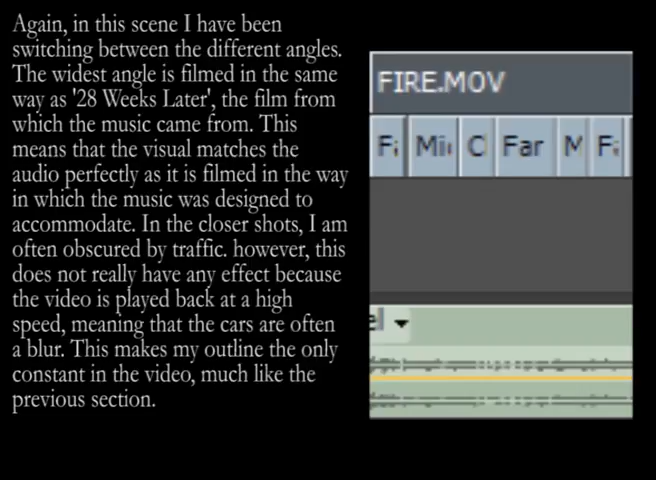 Again, in this scene I have been
switching between the different angles.
The widest angle is filmed in the same
way as '28 Weeks Later', the film from
which the music came from. This
means that the visual matches the
audio perfectly as it is filmed in the way
in which the music was designed to
accommodate. In the closer shots, I am
often obscured by traffic. however, this
does not really have any effect because
the video is played back at a high
speed, meaning that the cars are often
a blur. This makes my outline the only
constant in the video, much like the
previous section.
FIRE.MOV
Far